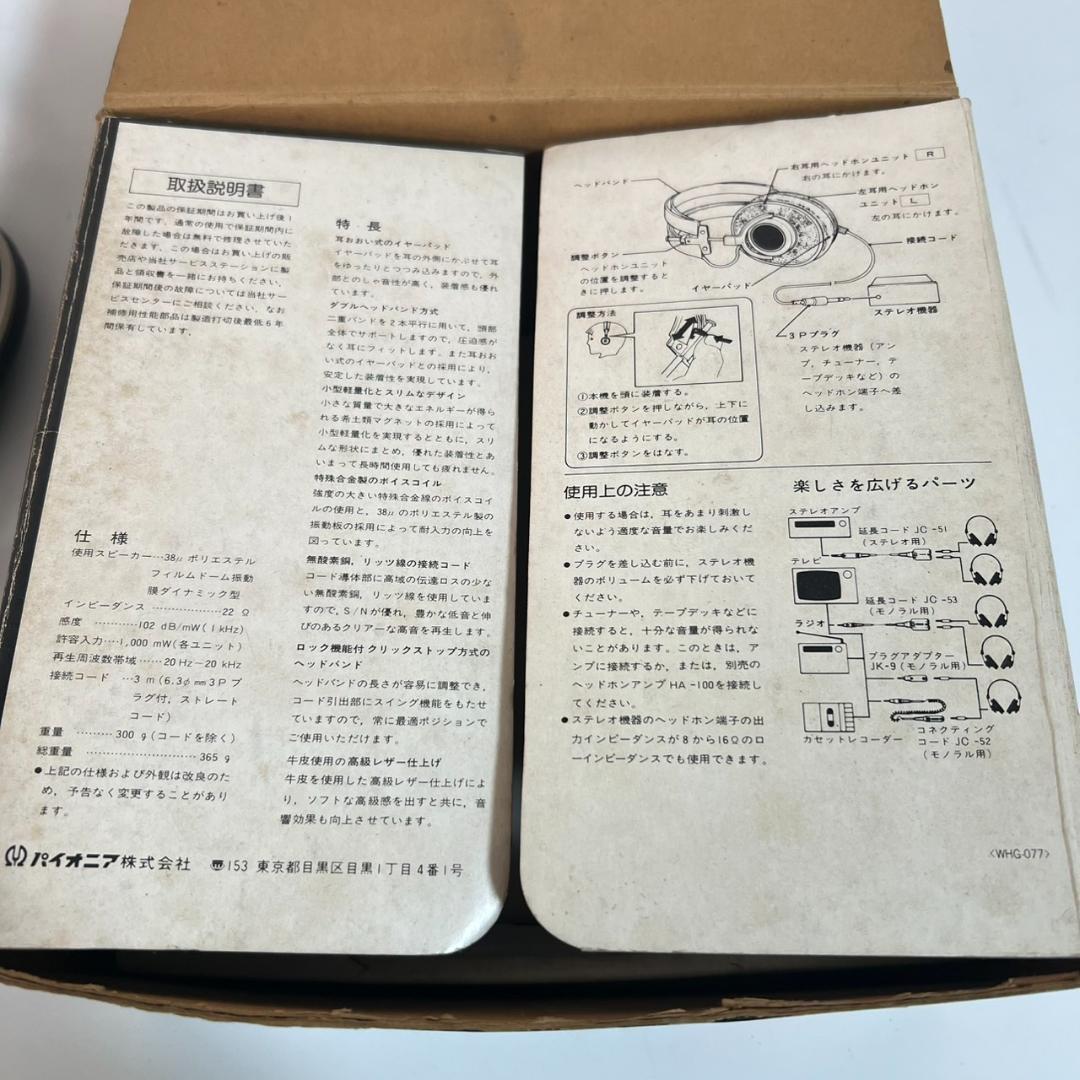 取扱説明書
この製品の保証期間はお買い上げ後1
年間です。通常の使用で保証期間内に
故障した場合は無料で修理させていた
だきます。この場合はお買い上げの販
売店や当社サービスステーションに製
品と領収書を一緒にお持ちください。
保証期間後の故障については当社サー
ビスセンターにご相談ください。なお
補修用性能部品は製造打切後最低6年
間保有しています。
仕 様
使用スピーカー…38μ ポリエステル
フィルムドーム振動
膜ダイナミック型
インピーダンス ………………22 Ω
感度 …………102 dB/mW(1kHz)
許容入力……1,000 mW(各ユニット)
再生周波数帯域……20 Hz−20 kHz
接続コード …3 m(6.3φmm3P プ
ラグ付, ストレート
コード)
重量 ………300 g(コードを除く)
総重量 ……………………365 g
●上記の仕様および外観は改良のた
め, 予告なく変更することがあり
ます。
特 長
耳おおい式のイヤーパッド
イヤーパッドを耳の外側にかぶせて耳
をゆったりとつつみ込みますので, 外
部とのしゃ音性が高く, 装着感も優れ
ています。
ダブルヘッドバンド方式
二重バンドを2本平行に用いて, 頭部
全体でサポートしますので, 圧迫感が
なく耳にフィットします。また耳おお
い式のイヤーパッドとの採用により,
安定した装着性を実現しています。
小型軽量化とスリムなデザイン
小さな質量で大きなエネルギーが得ら
れる希土類マグネットの採用によって
小型軽量化を実現するとともに, スリ
ムな形状にまとめ, 優れた装着性とあ
いまって長時間使用しても疲れません。
特殊合金製のボイスコイル
強度の大きい特殊合金線のボイスコイ
ルの使用と, 38μのポリエステル製の
振動板の採用によって耐入力の向上を
図っています。
無酸素銅, リッツ線の接続コード
コード導体部に高域の伝達ロスの少な
い無酸素銅, リッツ線を使用していま
すので, S/Nが優れ, 豊かな低音と伸
びのあるクリアーな高音を再生します。
ロック機能付クリックストップ方式の
ヘッドバンド
ヘッドバンドの長さが容易に調整でき,
コード引出部にスイング機能をもたせ
ていますので, 常に最適ポジションで
ご使用いただけます。
牛皮使用の高級レザー仕上げ
牛皮を使用した高級レザー仕上げによ
り, ソフトな高級感を出すと共に, 音
響効果も向上させています。
パイオニア株式会社 〒153 東京都目黒区目黒1丁目4番1号
ヘッドバンド
右耳用ヘッドホンユニット R
右の耳にかけます。
左耳用ヘッドホン
ユニット L
左の耳にかけます。
接続コード
調整ボタン
ヘッドホンユニット
の位置を調整すると
きに押します。
イヤーパッド
ステレオ機器
3Pプラグ
ステレオ機器(アン
プ, チューナー, テ
ープデッキなど)の
ヘッドホン端子へ差
し込みます。
調整方法
①本機を頭に装着する。
②調整ボタンを押しながら, 上下に
動かしてイヤーパッドが耳の位置
になるようにする。
③調整ボタンをはなす。
使用上の注意
●使用する場合は, 耳をあまり刺激し
ないよう適度な音量でお楽しみくだ
さい。
●プラグを差し込む前に, ステレオ機
器のボリュームを必ず下げておいて
ください。
●チューナーや, テープデッキなどに
接続すると, 十分な音量が得られな
いことがあります。このときは, ア
ンプに接続するか, または, 別売の
ヘッドホンアンプHA-100を接続し
てください。
●ステレオ機器のヘッドホン端子の出
力インピーダンスが8から16Ωのロ
ーインピーダンスでも使用できます。
楽しさを広げるパーツ
ステレオアンプ
延長コード JC-51
(ステレオ用)
テレビ
延長コード JC-53
(モノラル用)
ラジオ
プラグアダプター
JK-9(モノラル用)
カセットレコーダー
コネクティング
コード JC-52
(モノラル用)
〈WHG-077〉